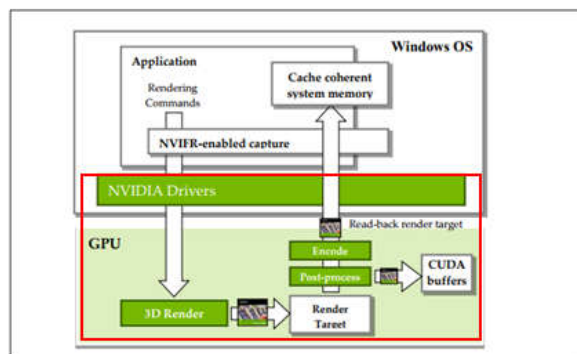 Windows OS
Application
Rendering
Commands
Cache coherent
system memory
NVIFR-enabled capture
NVIDIA Drivers
Read-back render target
GPU
Encode
Post-process
CUDA
buffers
3D Render
Render
Target